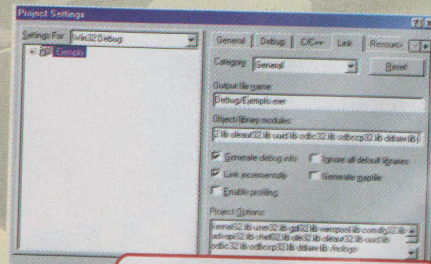 Project Settings
Settings For: Win32 Debug
Ejemplo
General Debug C/C++ Link Resource
Category: General Reset
Output file name:
Debug/Ejemplo.exe
Object/library modules:
2.lib oleaut32.lib uuid.lib odbc32.lib odbccp32.lib ddraw.lib
Generate debug info Ignore all default libraries
Link incrementally Generate mapfile
Enable profiling
Project Options:
kernel32.lib user32.lib gdi32.lib winspool.lib comdlg32.lib
advapi32.lib shell32.lib ole32.lib oleaut32.lib uuid.lib
odbc32.lib odbccp32.lib ddraw.lib /nologo